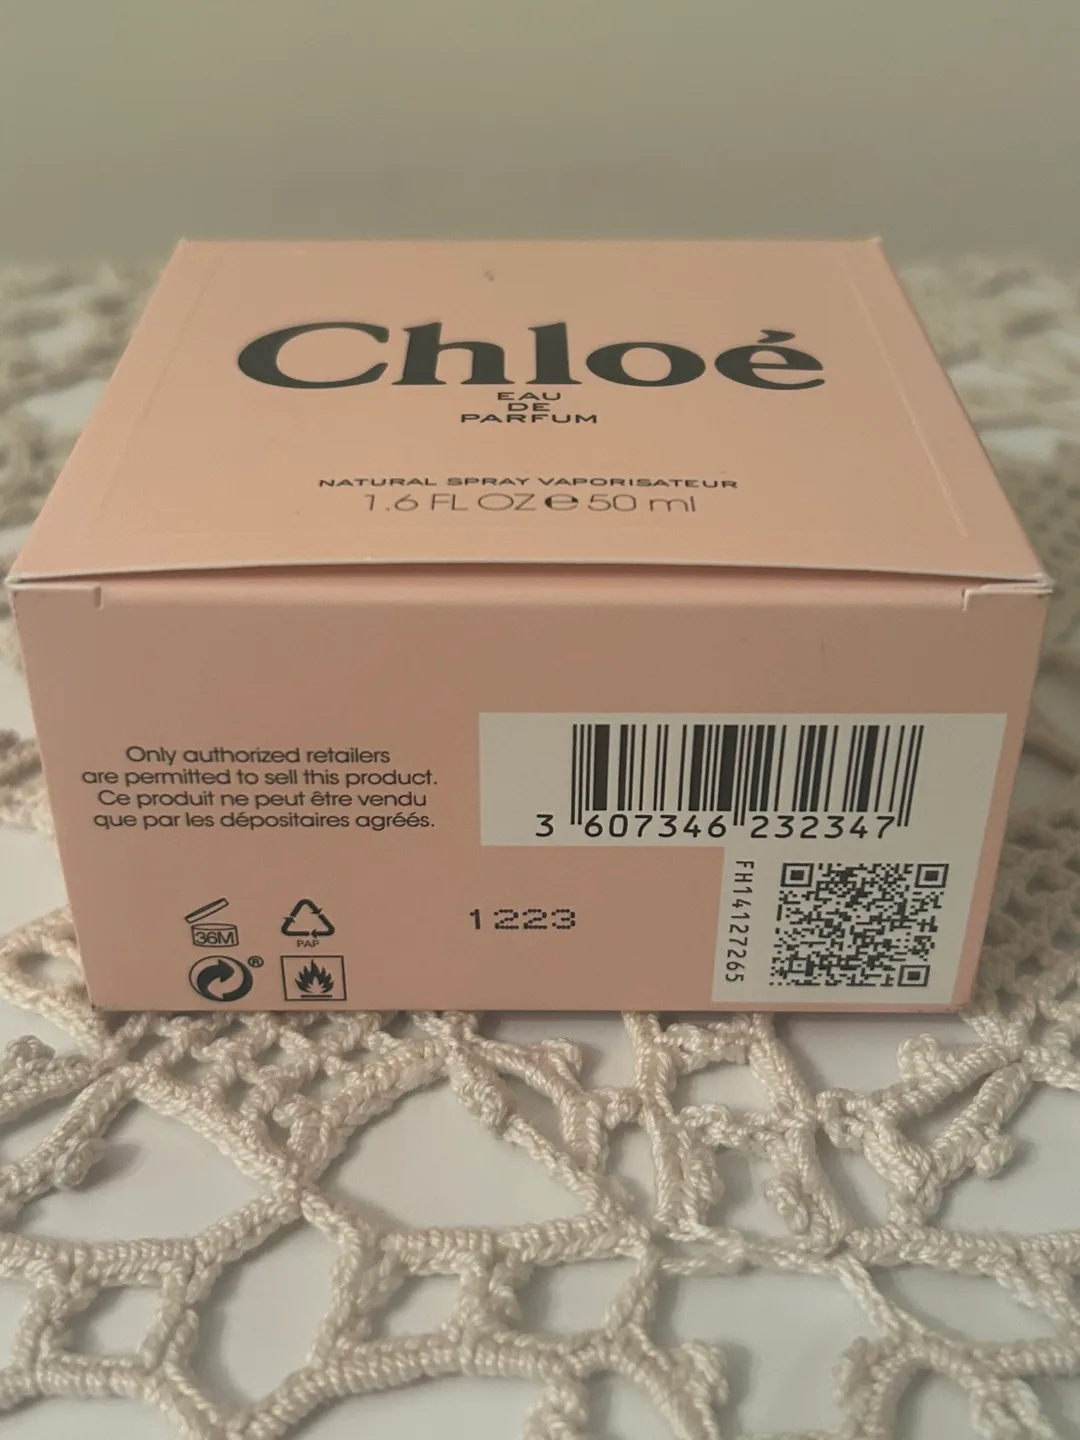 Chloé
EAU
DE
PARFUM
NATURAL SPRAY VAPORISATEUR
1.6 FL OZ ℮ 50 ml
Only authorized retailers
are permitted to sell this product.
Ce produit ne peut être vendu
que par les dépositaires agréés.
3 607346 232347
FH14127265
36M
PAP
®
1223